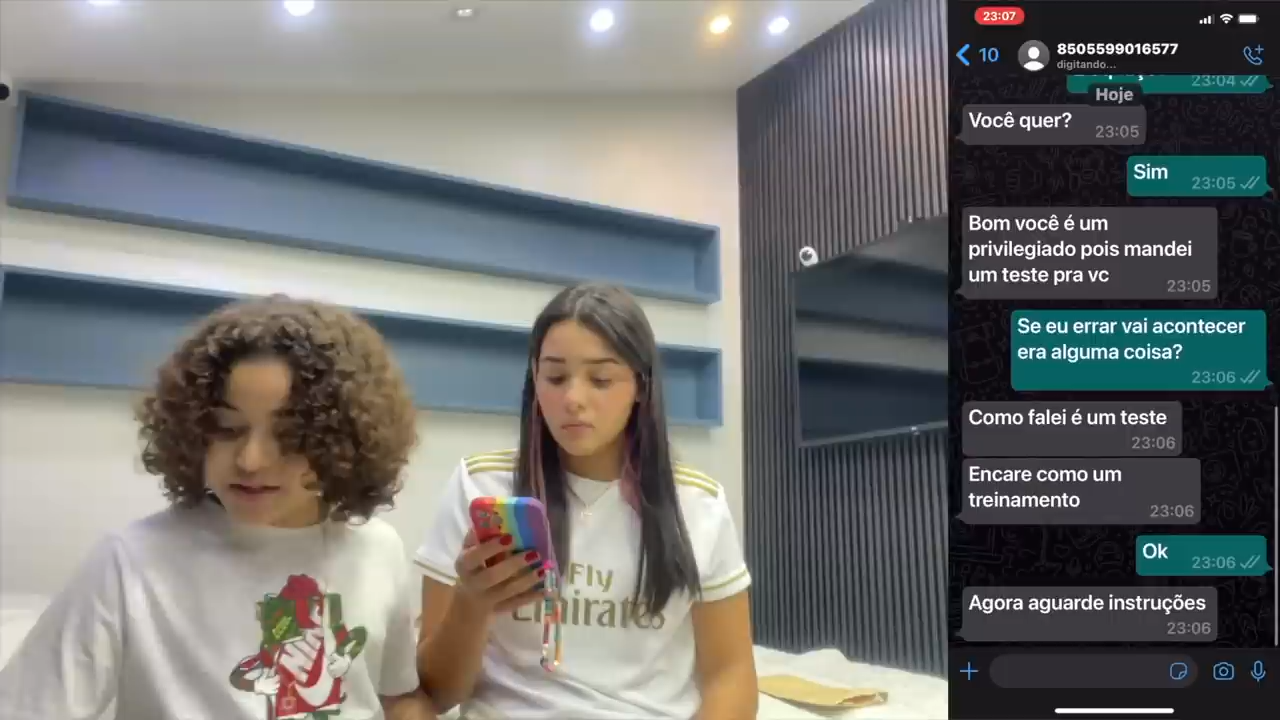 23:07
10
8505599016577
digitando...
23:04
Hoje
Você quer?
23:05
Sim
23:05
Bom você é um
privilegiado pois mandei
um teste pra vc
23:05
Se eu errar vai acontecer
era alguma coisa?
23:06
Como falei é um teste
23:06
Encare como um
treinamento
23:06
Ok
23:06
Agora aguarde instruções
23:06
Fly
Emirates